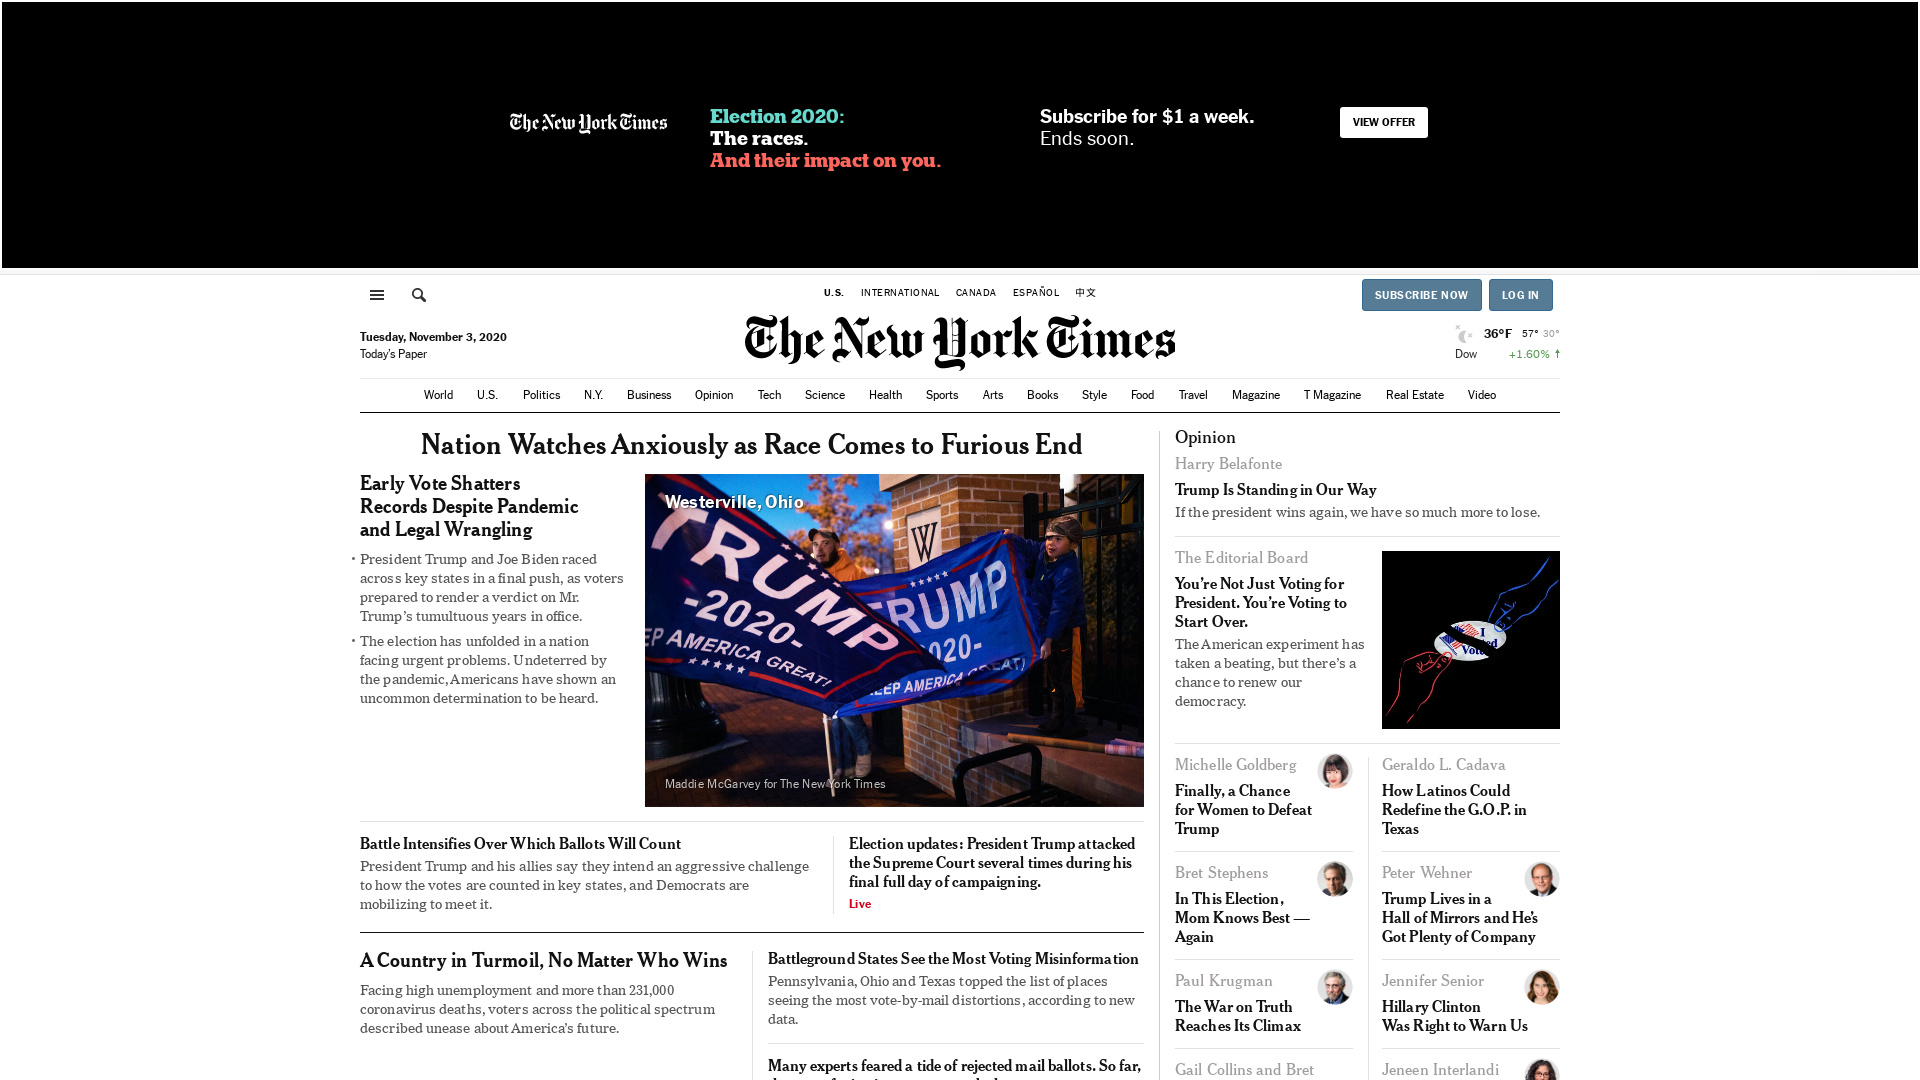 The New York Times
Election 2020:
The races.
And their impact on you.
Subscribe for $1 a week.
Ends soon.
VIEW OFFER
U.S. INTERNATIONAL CANADA ESPAÑOL 中文
SUBSCRIBE NOW LOG IN
Tuesday, November 3, 2020
Today's Paper
The New York Times
36°F 57° 30°
Dow +1.60% ↑
World U.S. Politics N.Y. Business Opinion Tech Science Health Sports Arts Books Style Food Travel Magazine T Magazine Real Estate Video
Nation Watches Anxiously as Race Comes to Furious End
Early Vote Shatters
Records Despite Pandemic
and Legal Wrangling
• President Trump and Joe Biden raced
across key states in a final push, as voters
prepared to render a verdict on Mr.
Trump's tumultuous years in office.
• The election has unfolded in a nation
facing urgent problems. Undeterred by
the pandemic, Americans have shown an
uncommon determination to be heard.
Westerville, Ohio
W
TRUMP
-2020-
EP AMERICA GREAT!
TRUMP
020-
KEEP AMERICA GREAT!
Maddie McGarvey for The New York Times
Battle Intensifies Over Which Ballots Will Count
President Trump and his allies say they intend an aggressive challenge
to how the votes are counted in key states, and Democrats are
mobilizing to meet it.
Election updates: President Trump attacked
the Supreme Court several times during his
final full day of campaigning.
Live
A Country in Turmoil, No Matter Who Wins
Facing high unemployment and more than 231,000
coronavirus deaths, voters across the political spectrum
described unease about America's future.
Battleground States See the Most Voting Misinformation
Pennsylvania, Ohio and Texas topped the list of places
seeing the most vote-by-mail distortions, according to new
data.
Many experts feared a tide of rejected mail ballots. So far,
Opinion
Harry Belafonte
Trump Is Standing in Our Way
If the president wins again, we have so much more to lose.
The Editorial Board
You're Not Just Voting for
President. You're Voting to
Start Over.
The American experiment has
taken a beating, but there's a
chance to renew our
democracy.
I
Voted
Michelle Goldberg
Finally, a Chance
for Women to Defeat
Trump
Geraldo L. Cadava
How Latinos Could
Redefine the G.O.P. in
Texas
Bret Stephens
In This Election,
Mom Knows Best —
Again
Peter Wehner
Trump Lives in a
Hall of Mirrors and He's
Got Plenty of Company
Paul Krugman
The War on Truth
Reaches Its Climax
Jennifer Senior
Hillary Clinton
Was Right to Warn Us
Gail Collins and Bret
Jeneen Interlandi